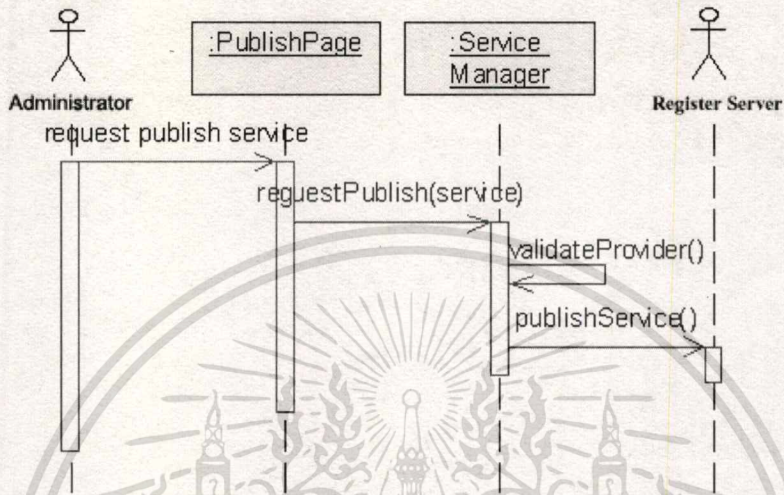 :PublishPage
:Service
Manager
Administrator
Register Server
request publish service
requestPublish(service)
validateProvider()
publishService()